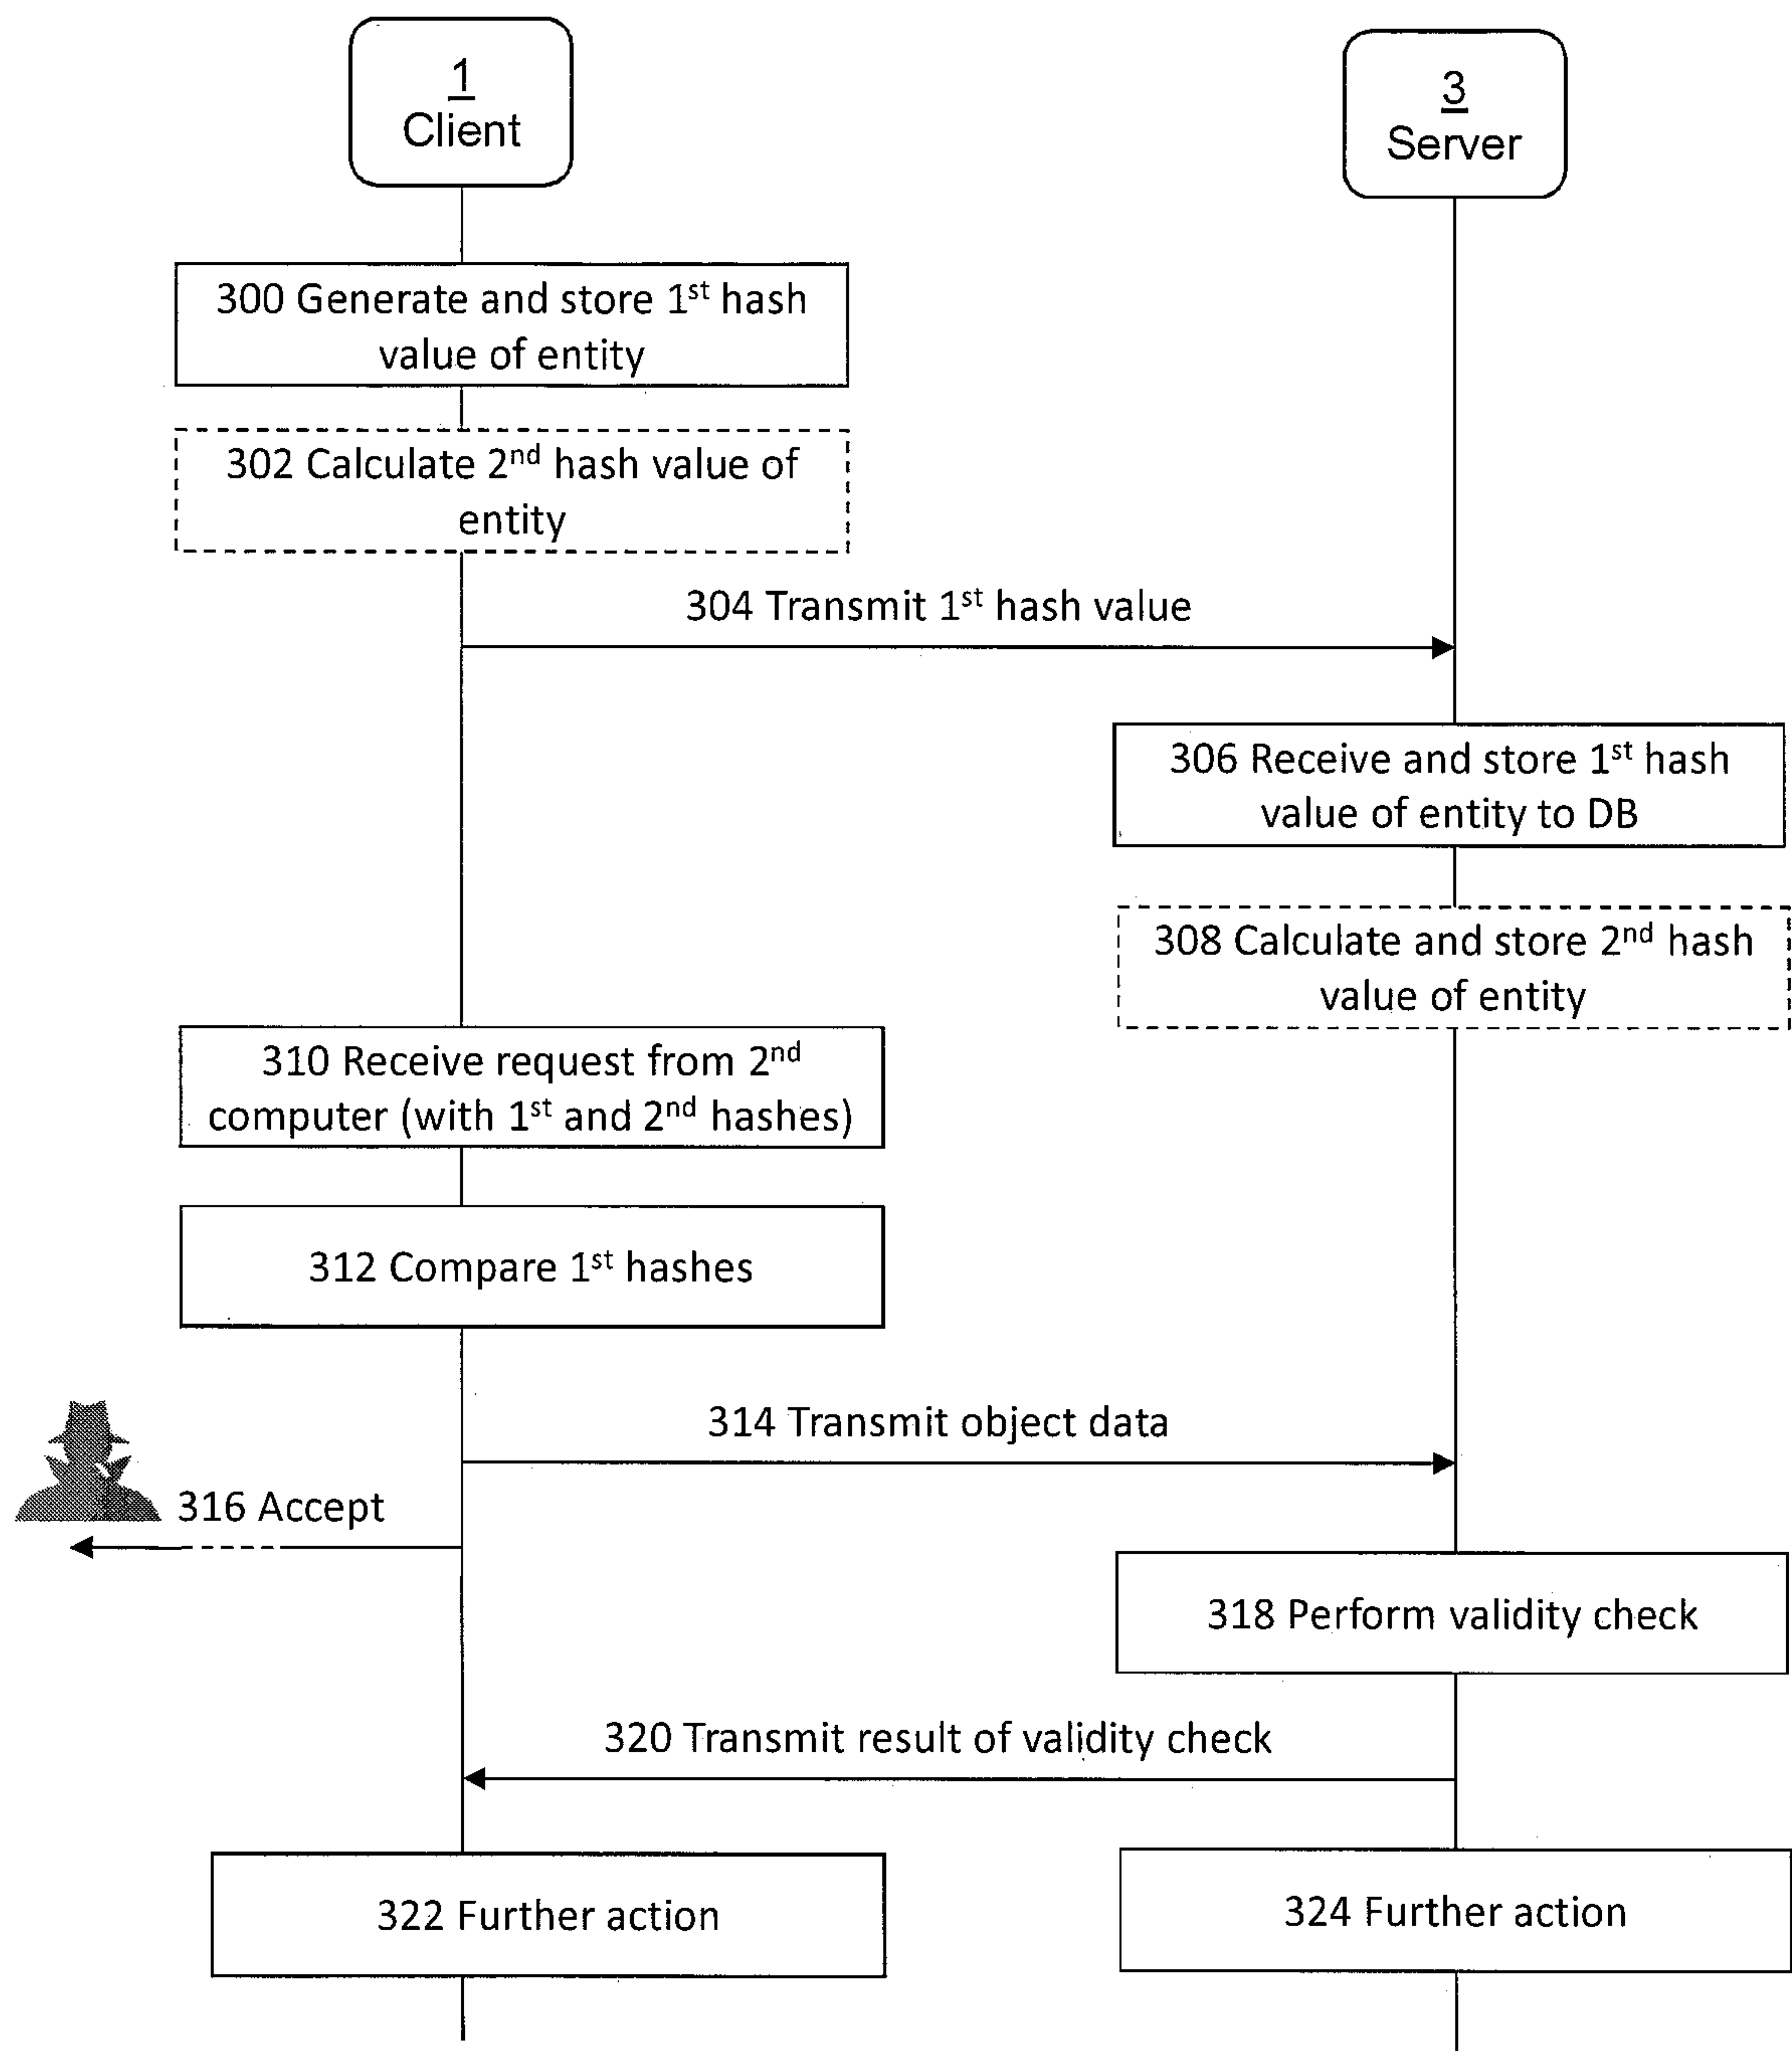 1
Client
3
Server
300 Generate and store 1st hash
value of entity
302 Calculate 2nd hash value of
entity
304 Transmit 1st hash value
306 Receive and store 1st hash
value of entity to DB
308 Calculate and store 2nd hash
value of entity
310 Receive request from 2nd
computer (with 1st and 2nd hashes)
312 Compare 1st hashes
314 Transmit object data
316 Accept
318 Perform validity check
320 Transmit result of validity check
322 Further action
324 Further action